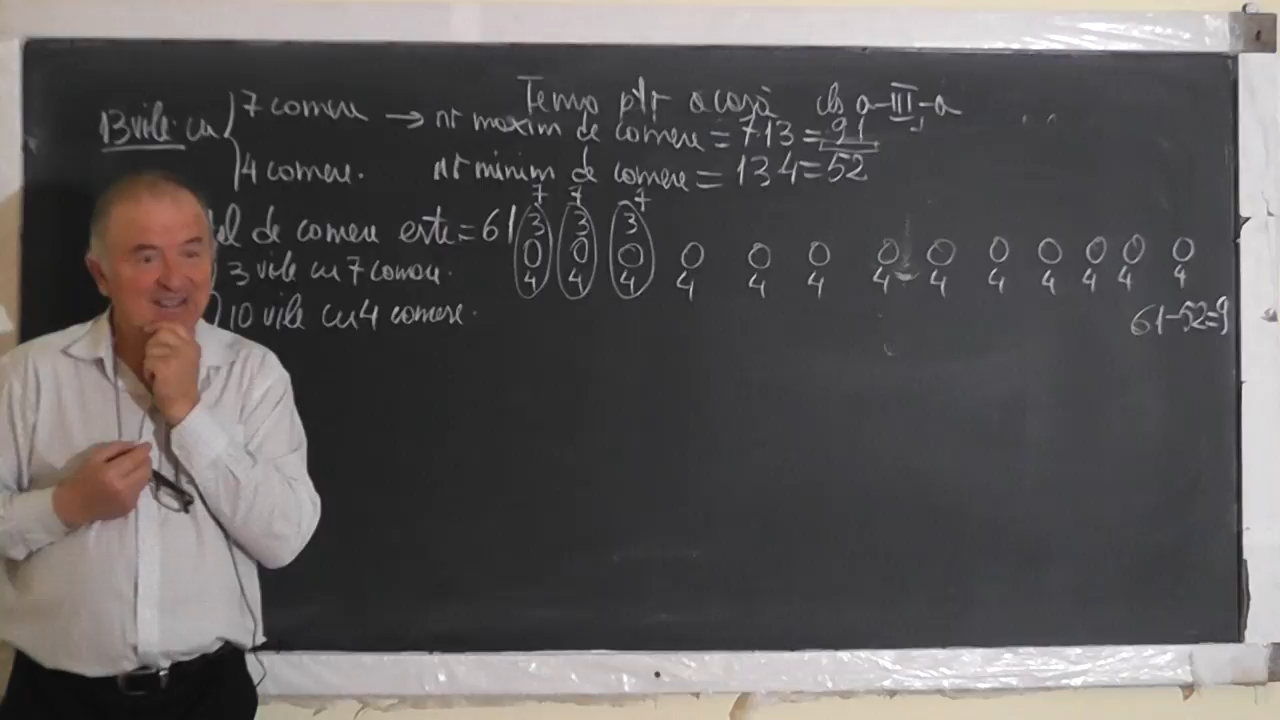 Tema ptr acasă cls a-III-a
13 vile cu 7 camere → nr maxim de camere = 7·13 = 91
4 camere. nr minim de camere = 13·4 = 52
7 7 7
de camere este = 61 3 3 3
0 0 0 0 0 0 0 0 0 0 0 0 0
3 vile cu 7 camere. 4 4 4 4 4 4 4 4 4 4 4 4 4
10 vile cu 4 camere. 61-52=9